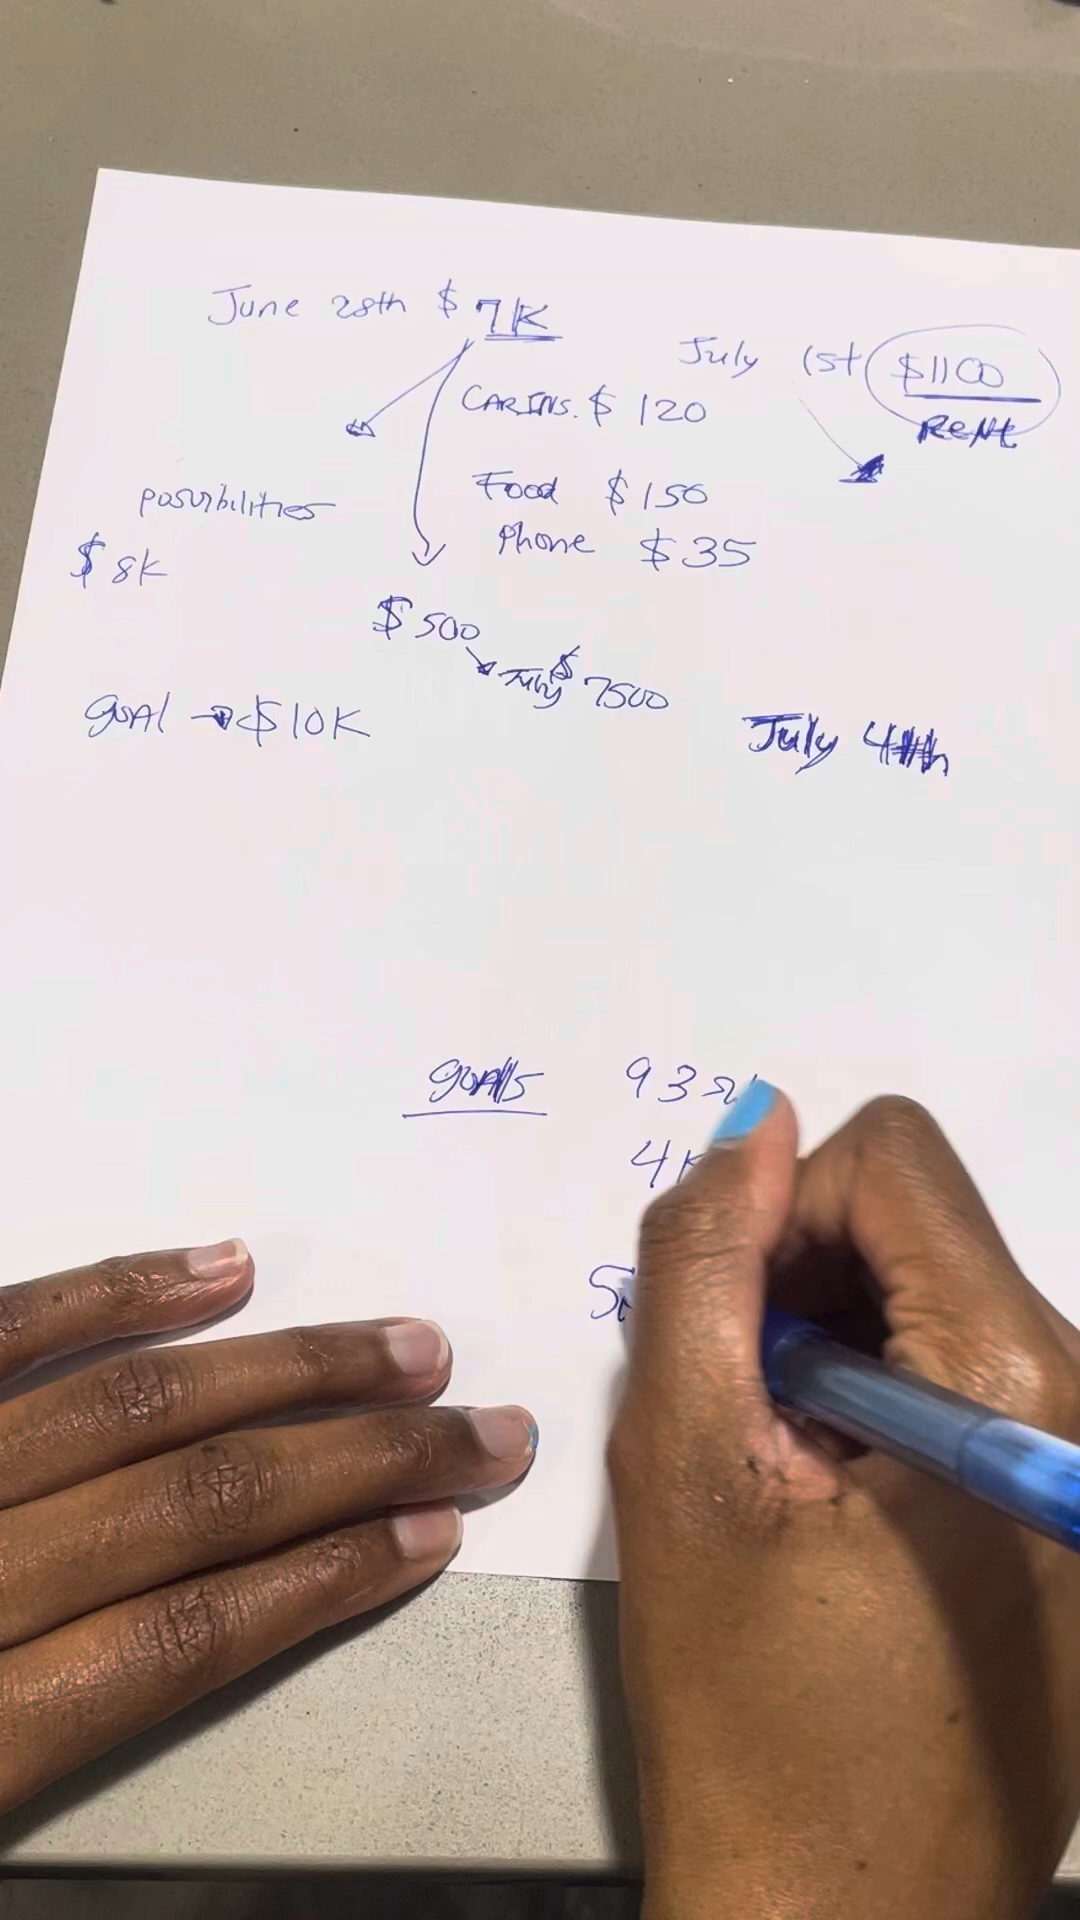 June 28th $ 7K
July 1st $1100
Rent
CAR INS. $ 120
Food $ 150
Phone $ 35
possibilities
$ 8K
$ 500
July $ 7500
goal → $10K
July 4th
goals
93
4K